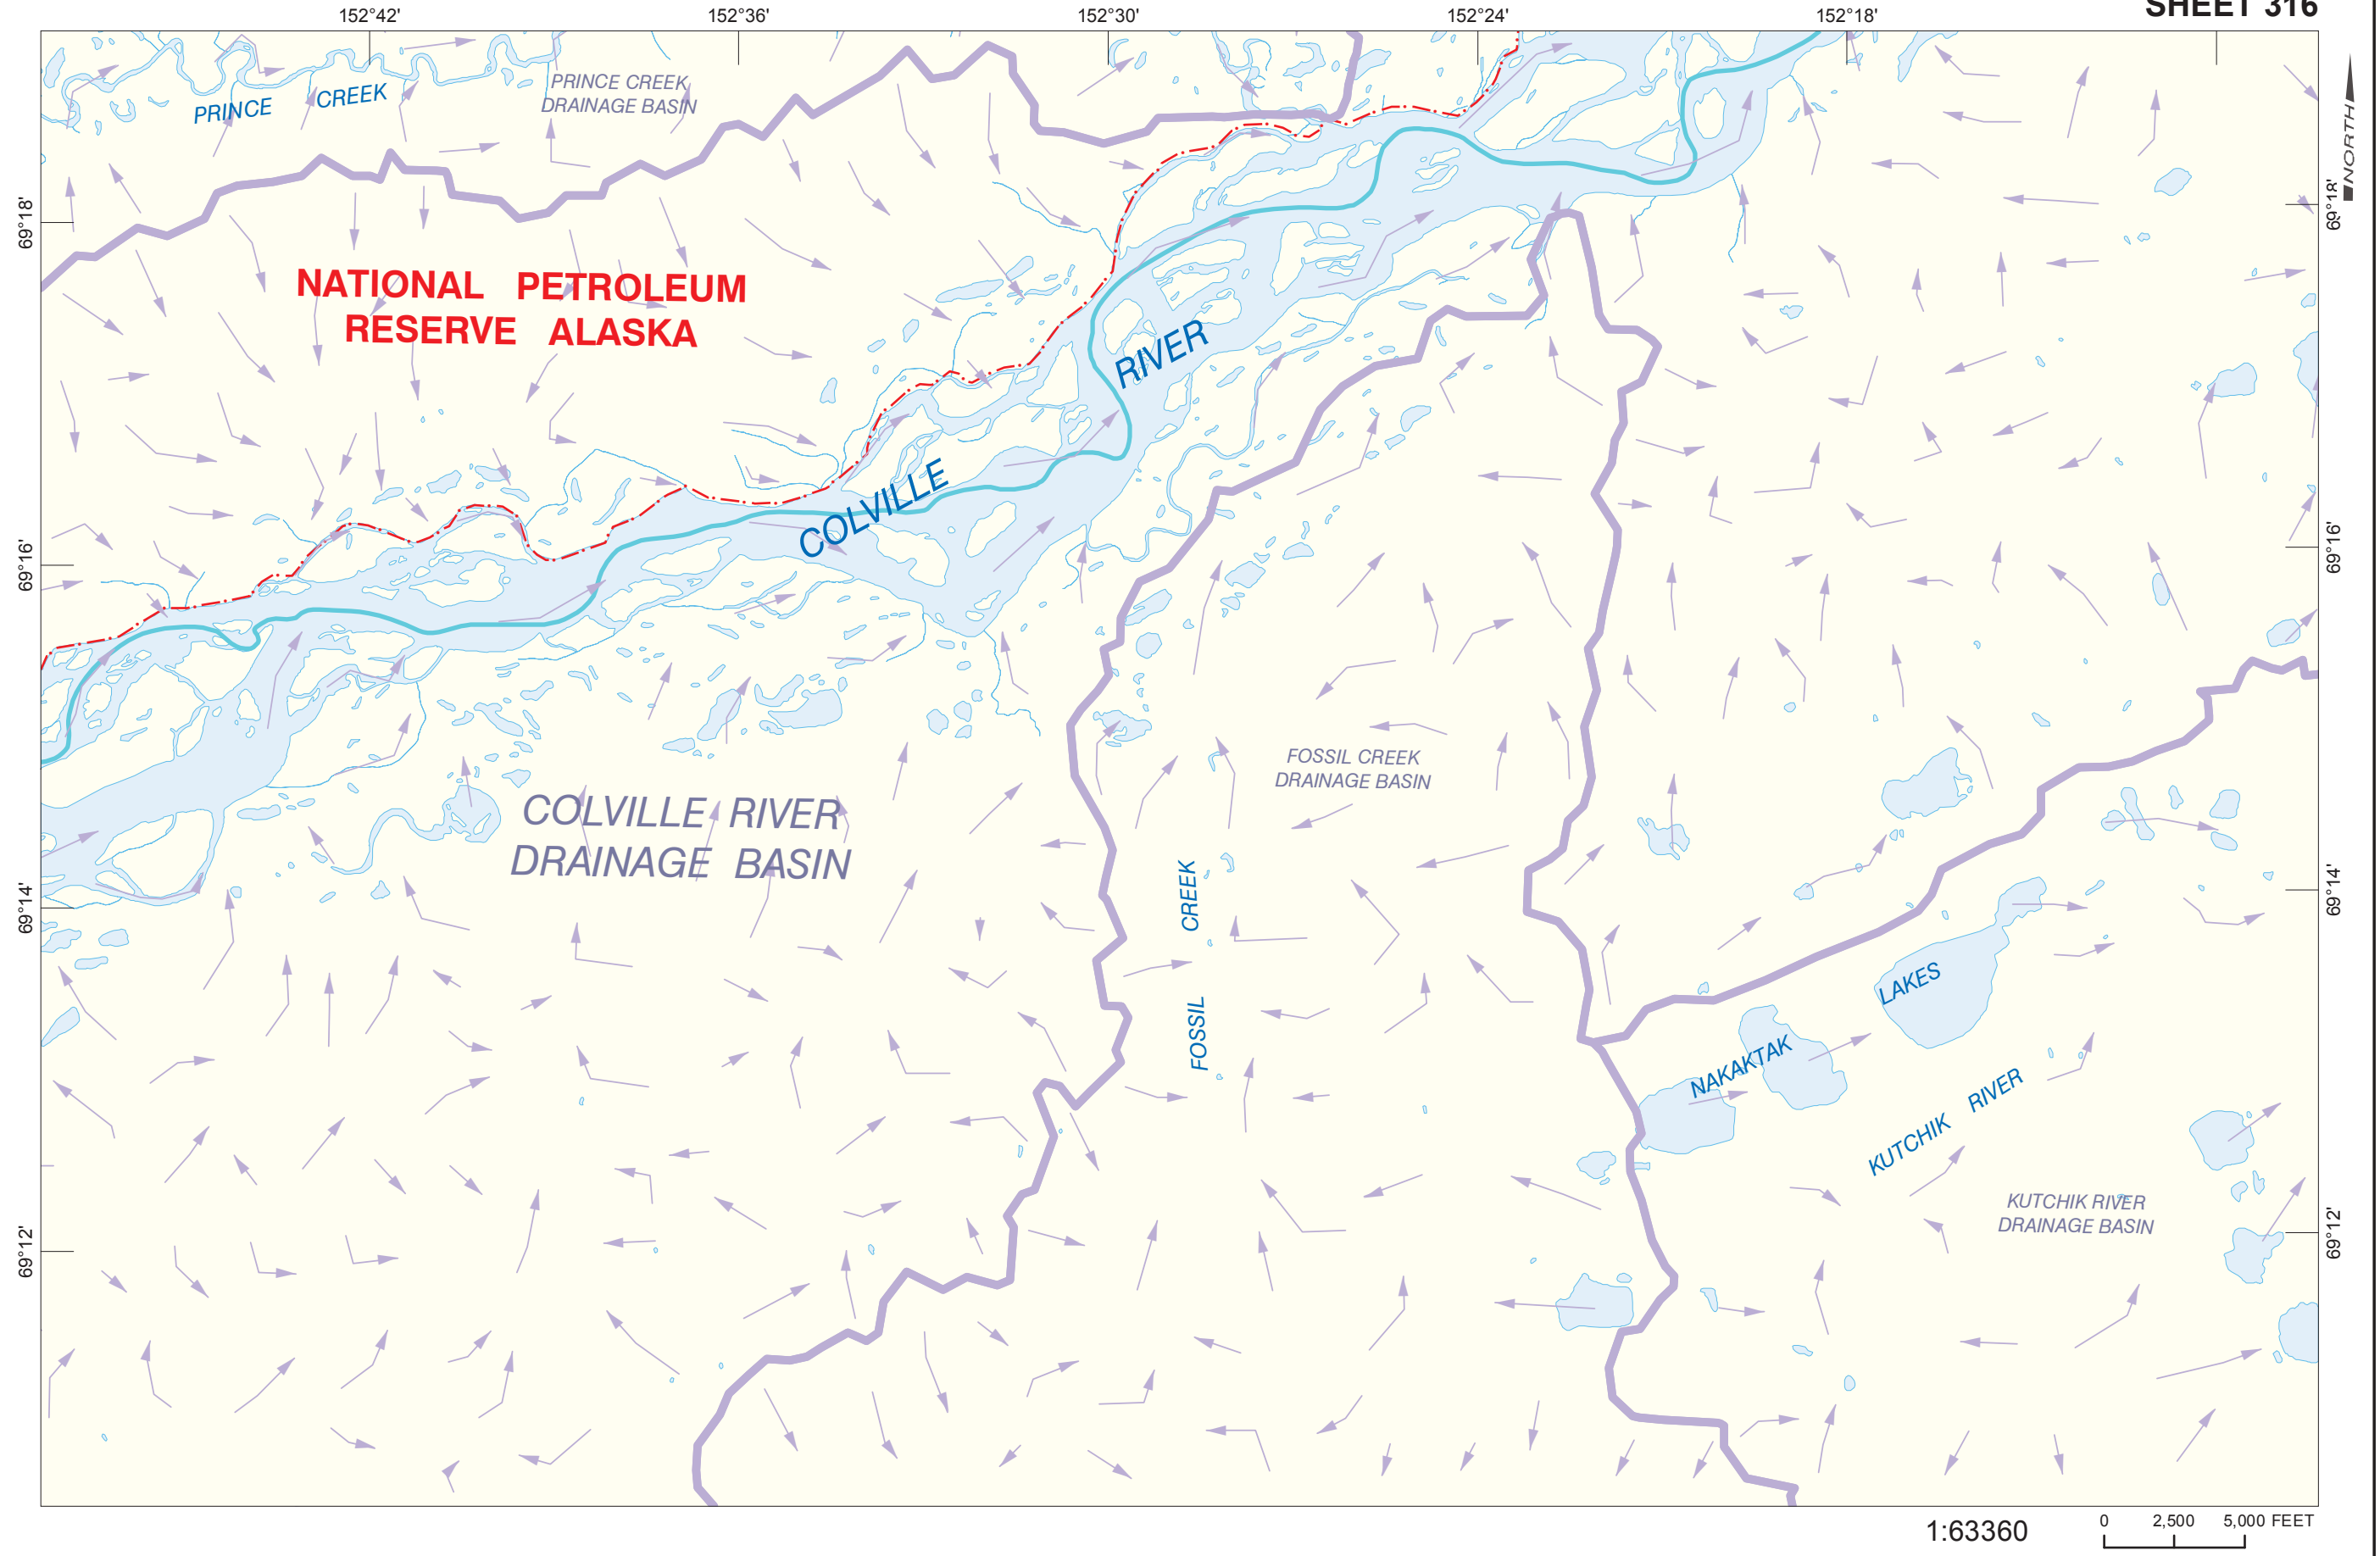 SHEET 316
152°42'
152°36'
152°30'
152°24'
152°18'
NORTH
PRINCE CREEK
PRINCE CREEK
DRAINAGE BASIN
69°18'
69°18'
NATIONAL PETROLEUM
RESERVE ALASKA
COLVILLE RIVER
69°16'
69°16'
FOSSIL CREEK
DRAINAGE BASIN
COLVILLE RIVER
DRAINAGE BASIN
69°14'
69°14'
FOSSIL CREEK
NAKAKTAK LAKES
KUTCHIK RIVER
KUTCHIK RIVER
DRAINAGE BASIN
69°12'
69°12'
1:63360
0 2,500 5,000 FEET